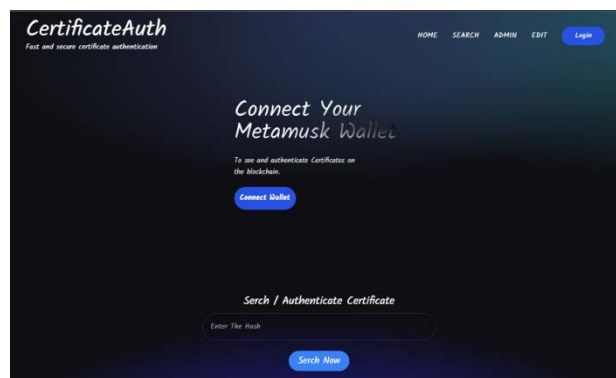 CertificateAuth
Fast and secure certificate authentication
HOME SEARCH ADMIN EDIT Login
Connect Your
Metamusk Wallet
To see and authenticate Certificates on
the blockchain.
Connect Wallet
Serch / Authenticate Certificate
Enter The Hash
Serch Now